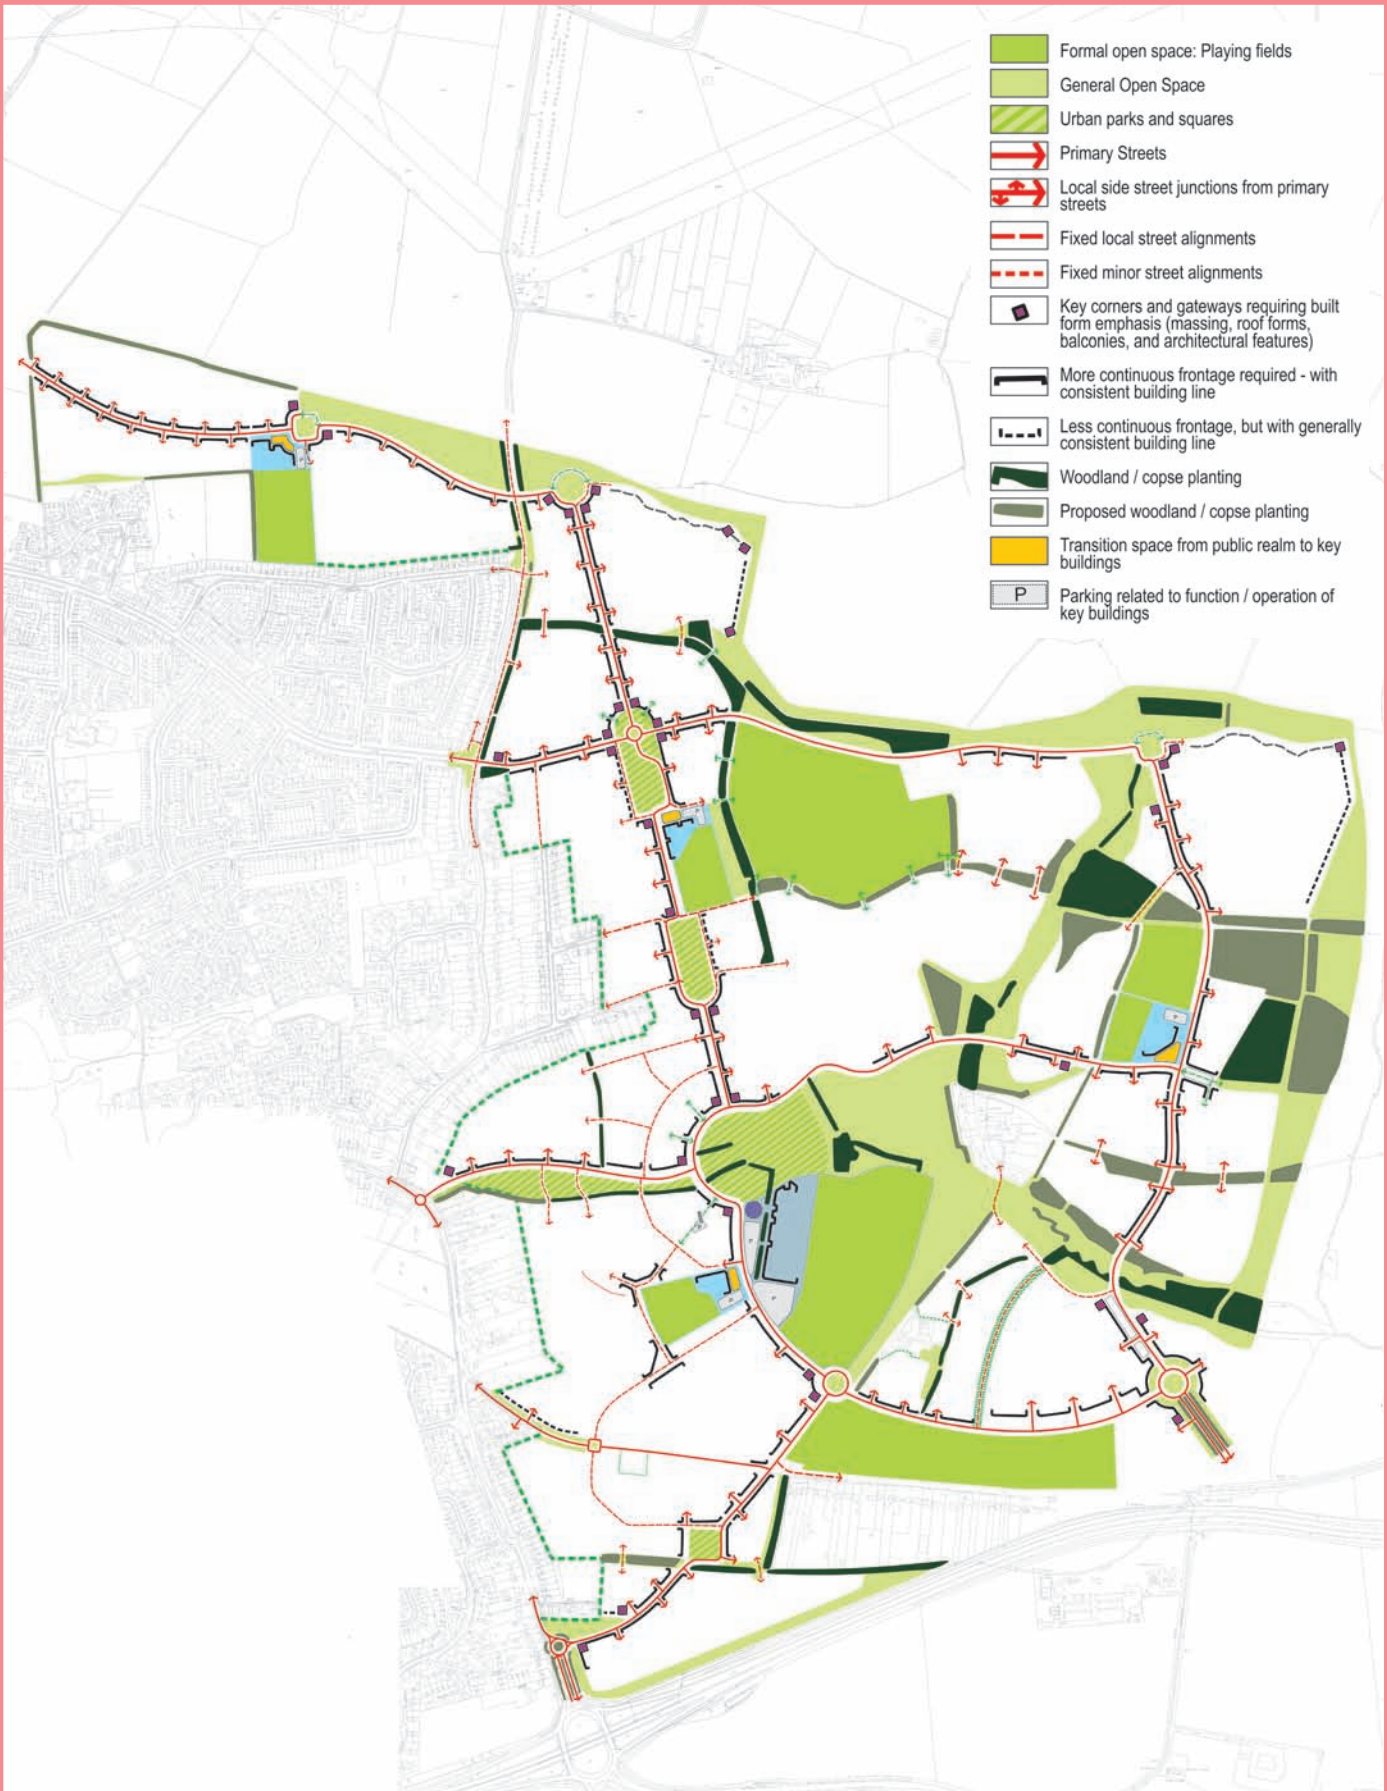 Formal open space: Playing fields
General Open Space
Urban parks and squares
Primary Streets
Local side street junctions from primary
streets
Fixed local street alignments
Fixed minor street alignments
Key corners and gateways requiring built
form emphasis (massing, roof forms,
balconies, and architectural features)
More continuous frontage required - with
consistent building line
Less continuous frontage, but with generally
consistent building line
Woodland / copse planting
Proposed woodland / copse planting
Transition space from public realm to key
buildings
P
Parking related to function / operation of
key buildings
P
P
P
P
P
P